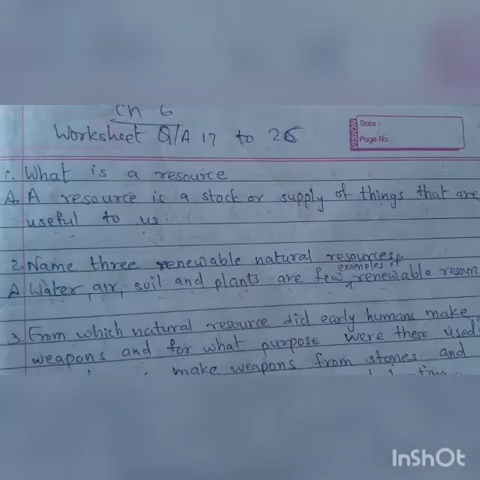 Ch 6
Worksheet Q/A 17 to 26
VISION
Date :
Page No.
1. What is a resource
A. A resource is a stock or supply of things that are
useful to us.
2. Name three renewable natural resources.
examples of
A Water, air, soil and plants are few renewable resour
3. From which natural resource did early humans make
weapons and for what purpose were these used
make weapons from stones and
InShOt